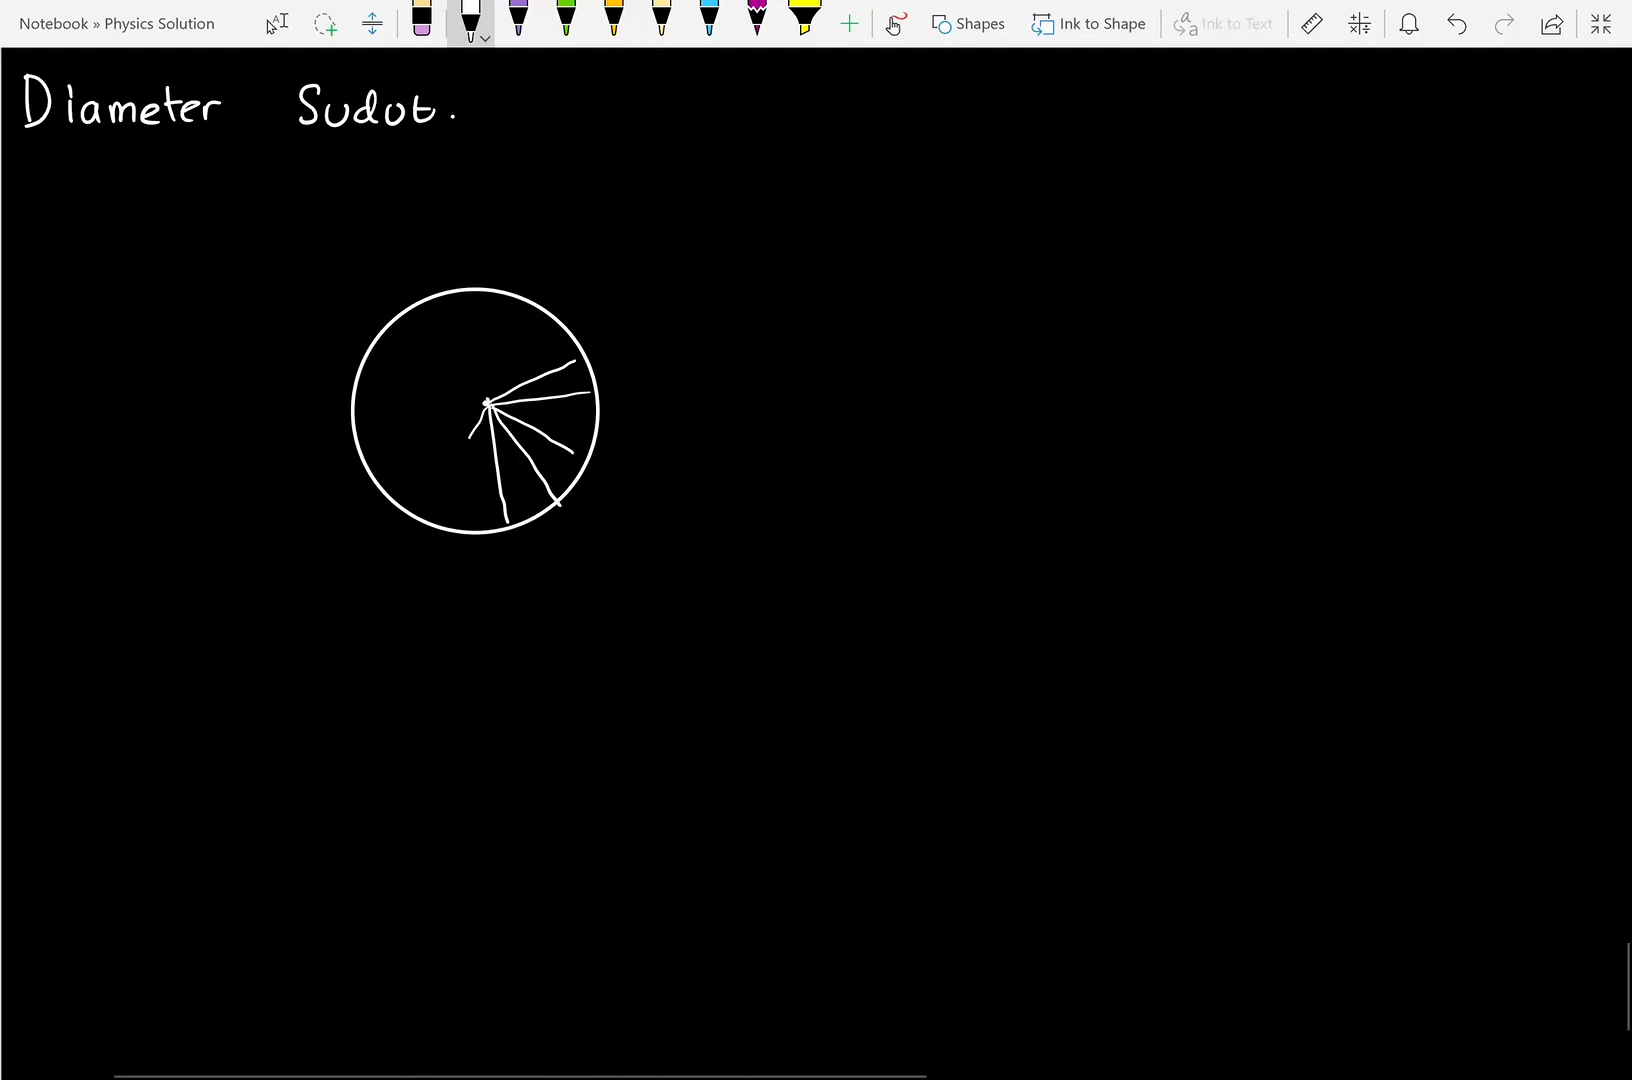 Notebook » Physics Solution Shapes Ink to Shape Ink to Text
Diameter Sudut.